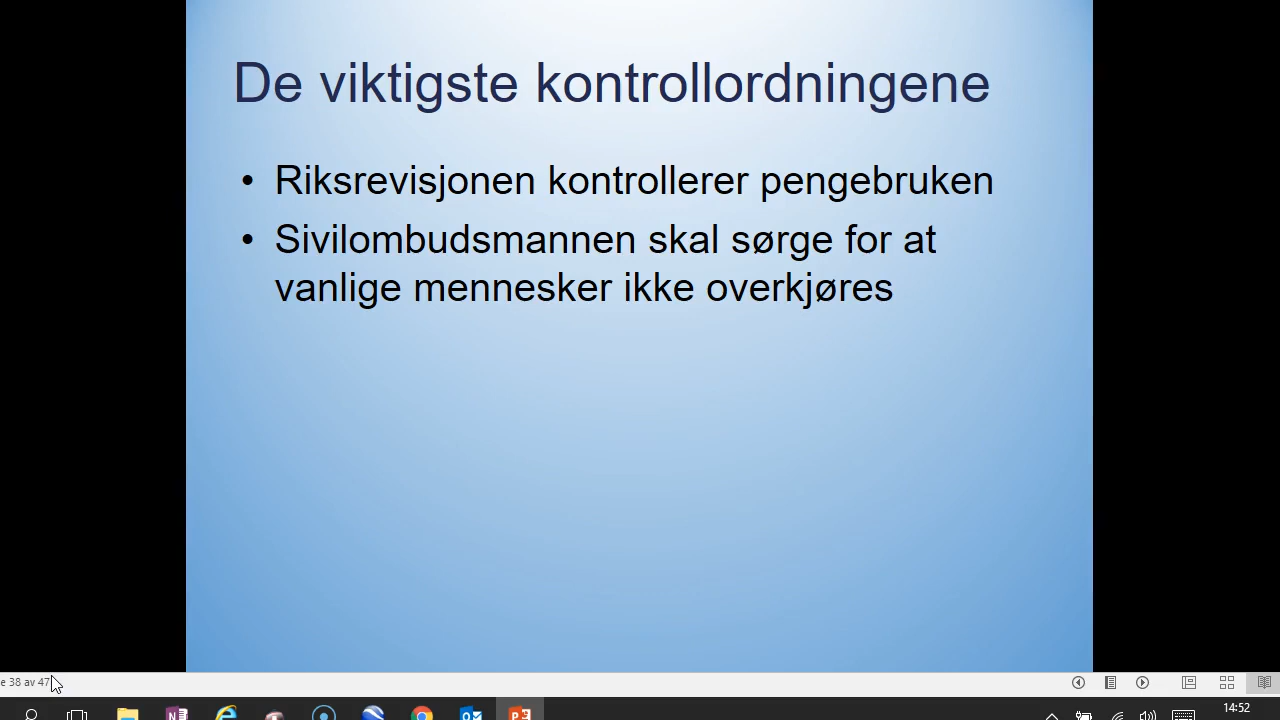 De viktigste kontrollordningene
• Riksrevisjonen kontrollerer pengebruken
• Sivilombudsmannen skal sørge for at
vanlige mennesker ikke overkjøres
e 38 av 47
14:52